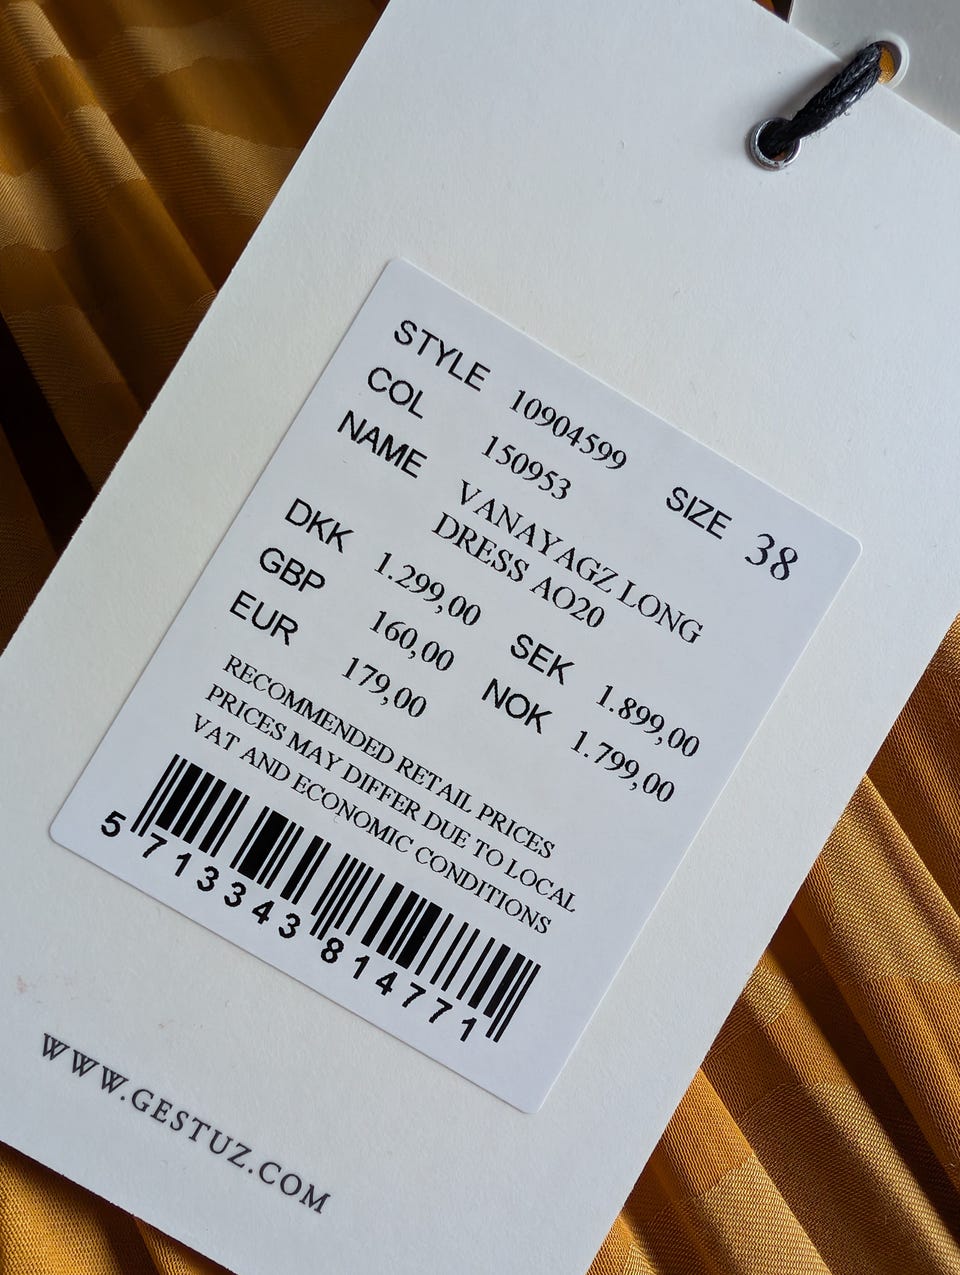 STYLE 10904599
COL 150953 SIZE 38
NAME VANAYAGZ LONG
DRESS AO20
DKK 1.299,00 SEK 1.899,00
GBP 160,00 NOK 1.799,00
EUR 179,00
RECOMMENDED RETAIL PRICES
PRICES MAY DIFFER DUE TO LOCAL
VAT AND ECONOMIC CONDITIONS
5 713343 814771
WWW.GESTUZ.COM